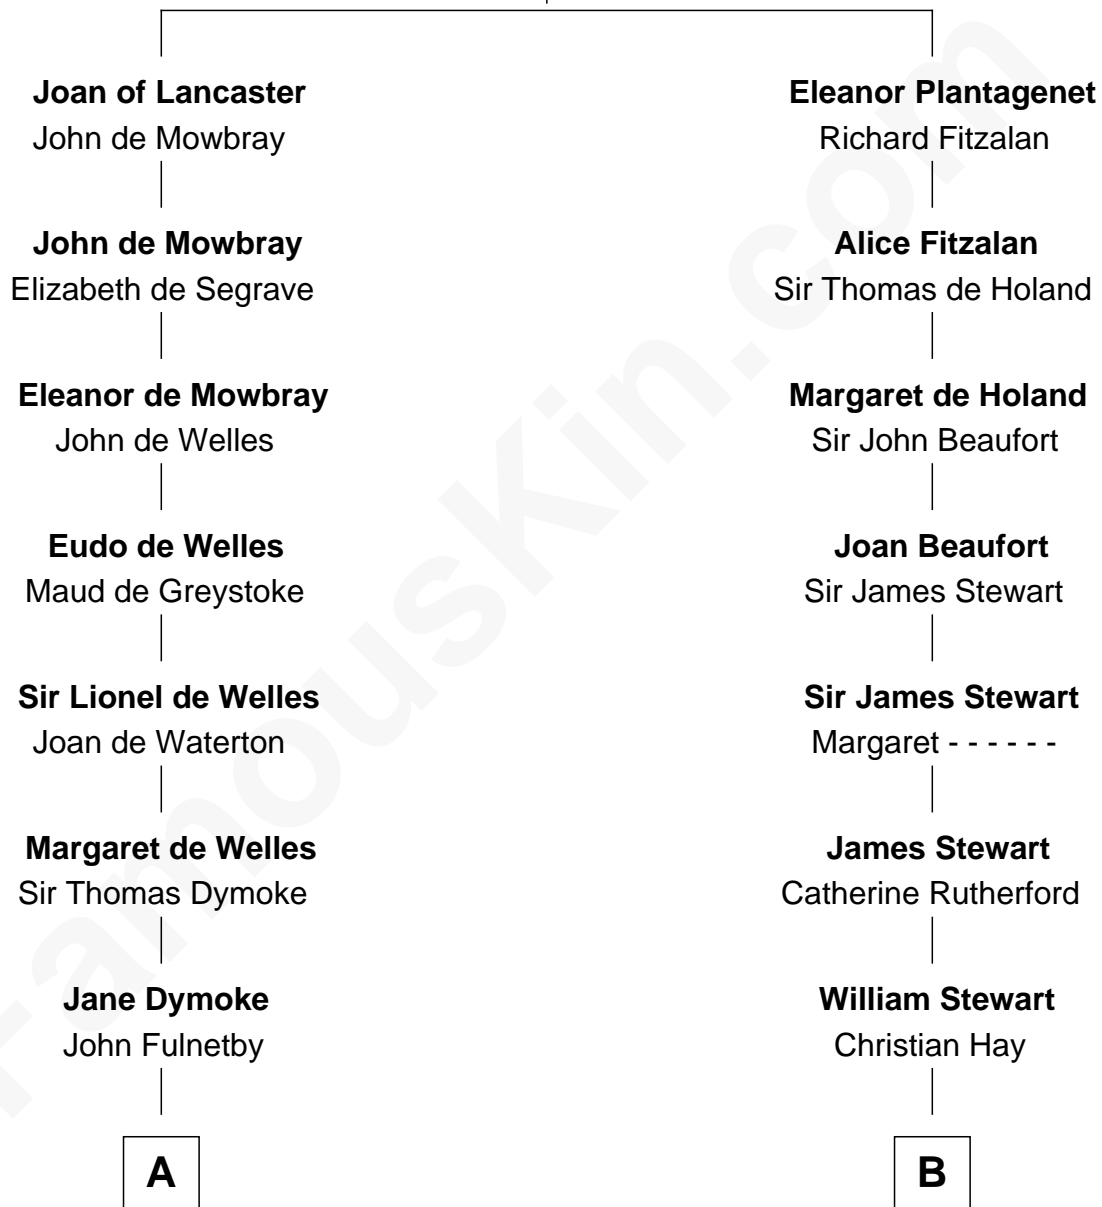 Joan of Lancaster
John de Mowbray
John de Mowbray
Elizabeth de Segrave
Eleanor de Mowbray
John de Welles
Eudo de Welles
Maud de Greystoke
Sir Lionel de Welles
Joan de Waterton
Margaret de Welles
Sir Thomas Dymoke
Jane Dymoke
John Fulnetby
A
Eleanor Plantagenet
Richard Fitzalan
Alice Fitzalan
Sir Thomas de Holand
Margaret de Holand
Sir John Beaufort
Joan Beaufort
Sir James Stewart
Sir James Stewart
Margaret - - - - - -
James Stewart
Catherine Rutherford
William Stewart
Christian Hay
B
FamousKin.com